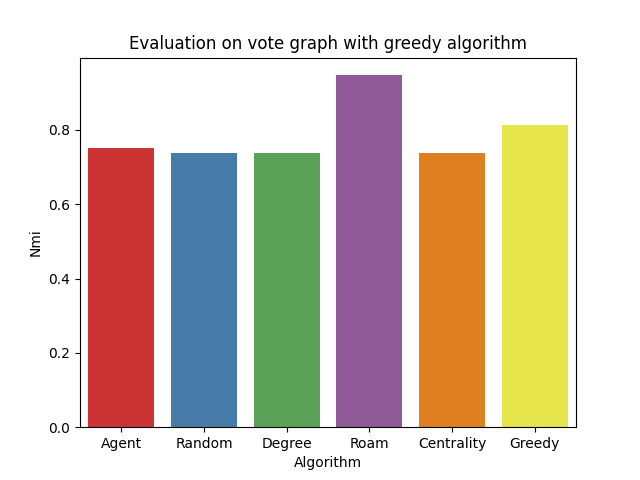 Evaluation on vote graph with greedy algorithm
Nmi
0.8
0.6
0.4
0.2
0.0
Agent Random Degree Roam Centrality Greedy
Algorithm